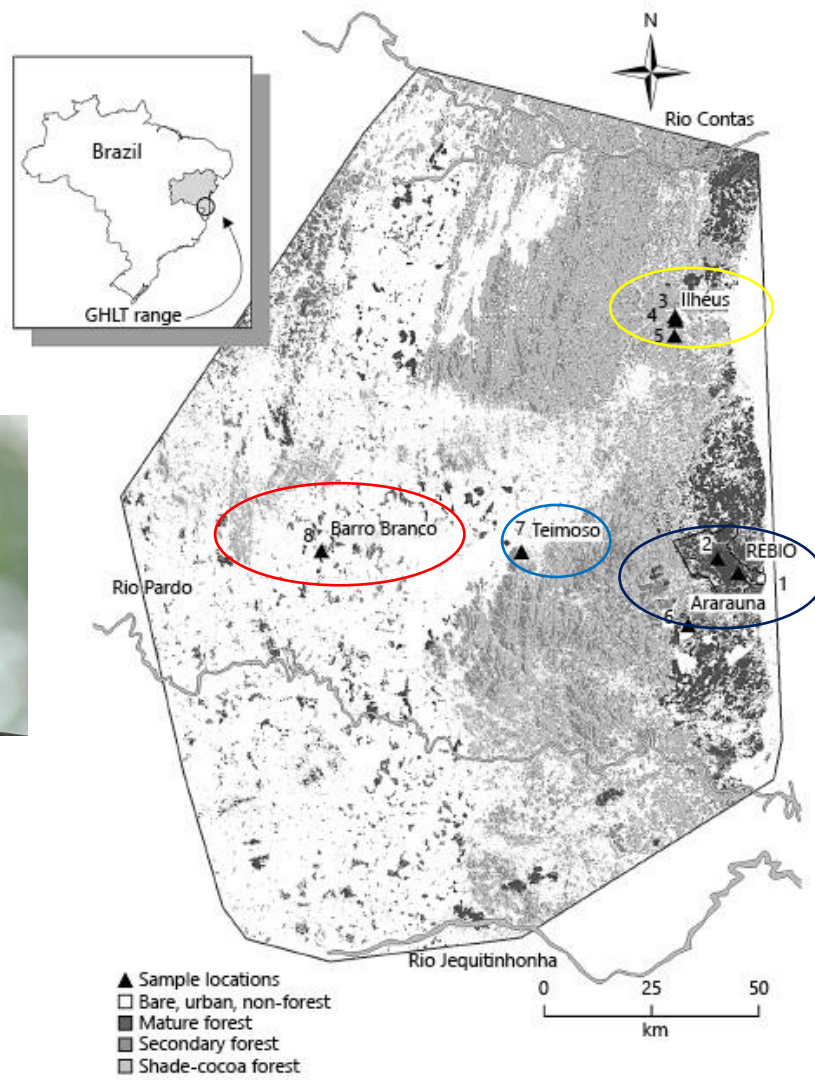 N
Rio Contas
Brazil
GHLT range
3 Ilhéus
4
5
8 Barro Branco
7 Teimoso
2 REBIO
1
Ararauna
6
Rio Pardo
Rio Jequitinhonha
Sample locations
Bare, urban, non-forest
Mature forest
Secondary forest
Shade-cocoa forest
0 25 50
km